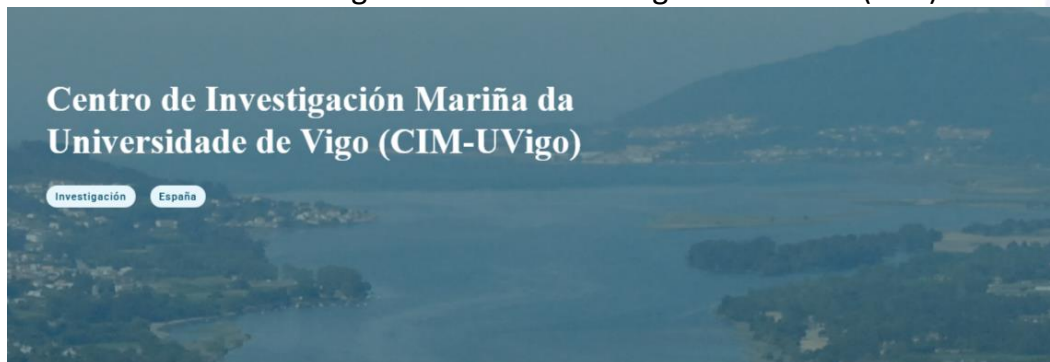 Centro de Investigación Mariña da
Universidade de Vigo (CIM-UVigo)
Investigación España